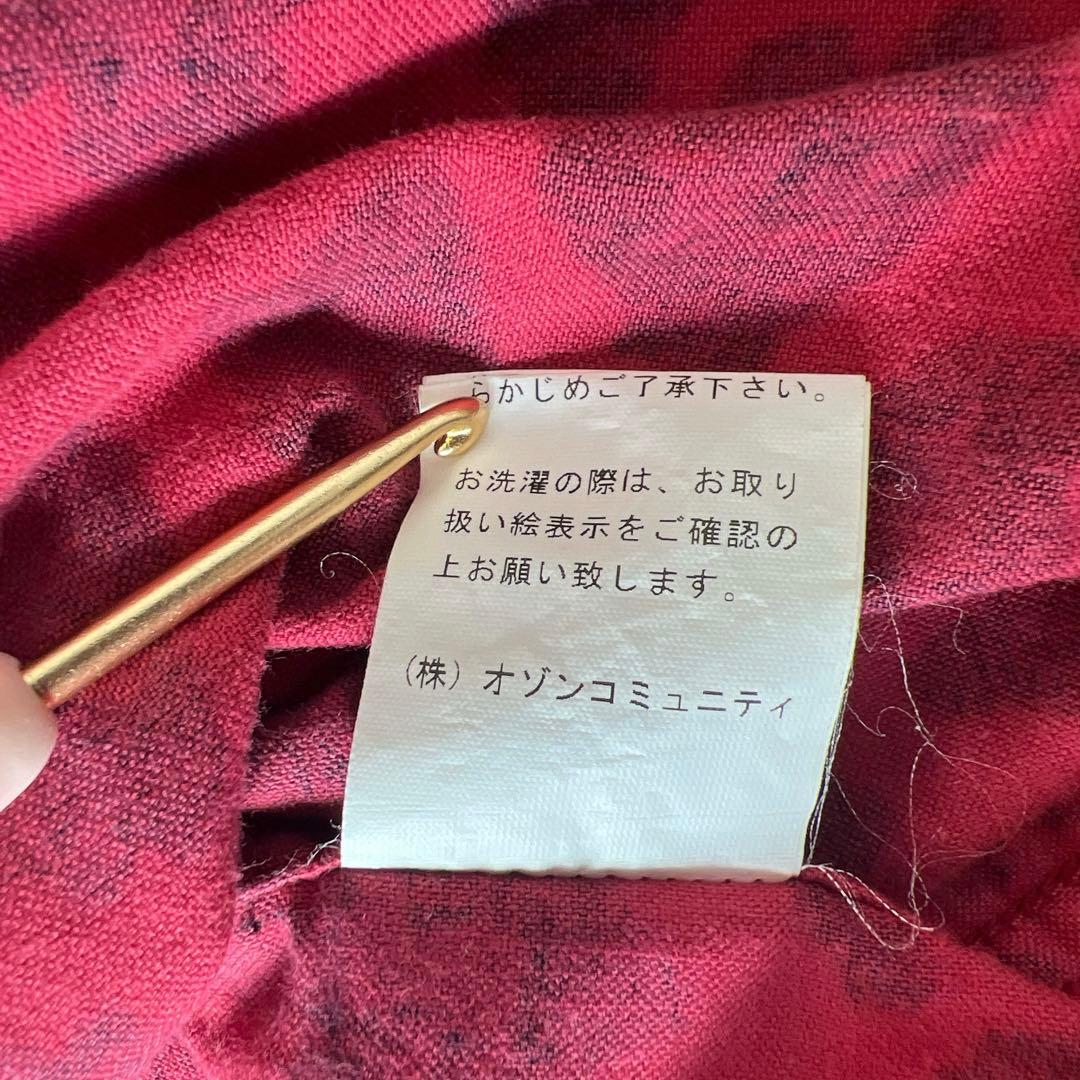 らかじめご了承下さい。
お洗濯の際は、お取り
扱い絵表示をご確認の
上お願い致します。
(株)オゾンコミュニティ